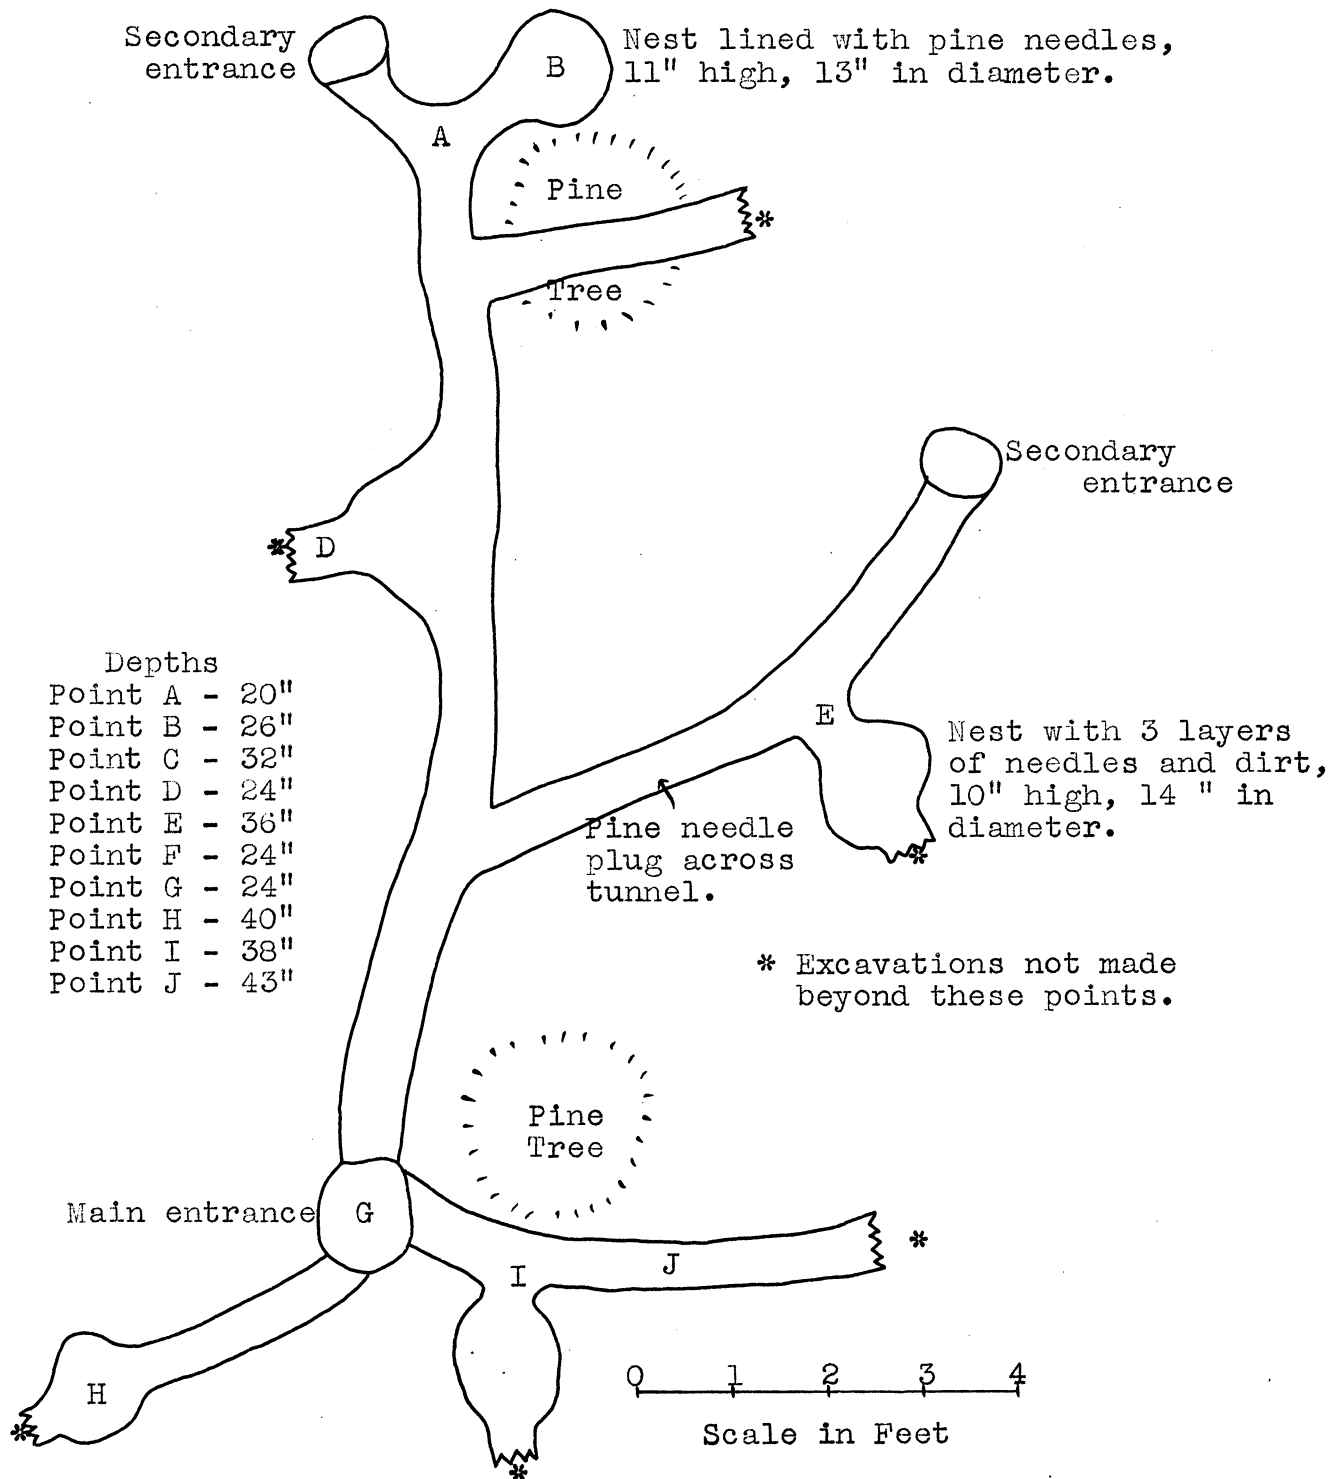 Secondary
entrance
B
Nest lined with pine needles,
11" high, 13" in diameter.
A
Pine
*
Tree
Secondary
entrance
* D
Depths
Point A - 20"
Point B - 26"
Point C - 32"
Point D - 24"
Point E - 36"
Point F - 24"
Point G - 24"
Point H - 40"
Point I - 38"
Point J - 43"
E
Nest with 3 layers
of needles and dirt,
10" high, 14 " in
diameter.
*
Pine needle
plug across
tunnel.
* Excavations not made
beyond these points.
Pine
Tree
Main entrance
G
*
J
I
H
*
*
0 1 2 3 4
Scale in Feet